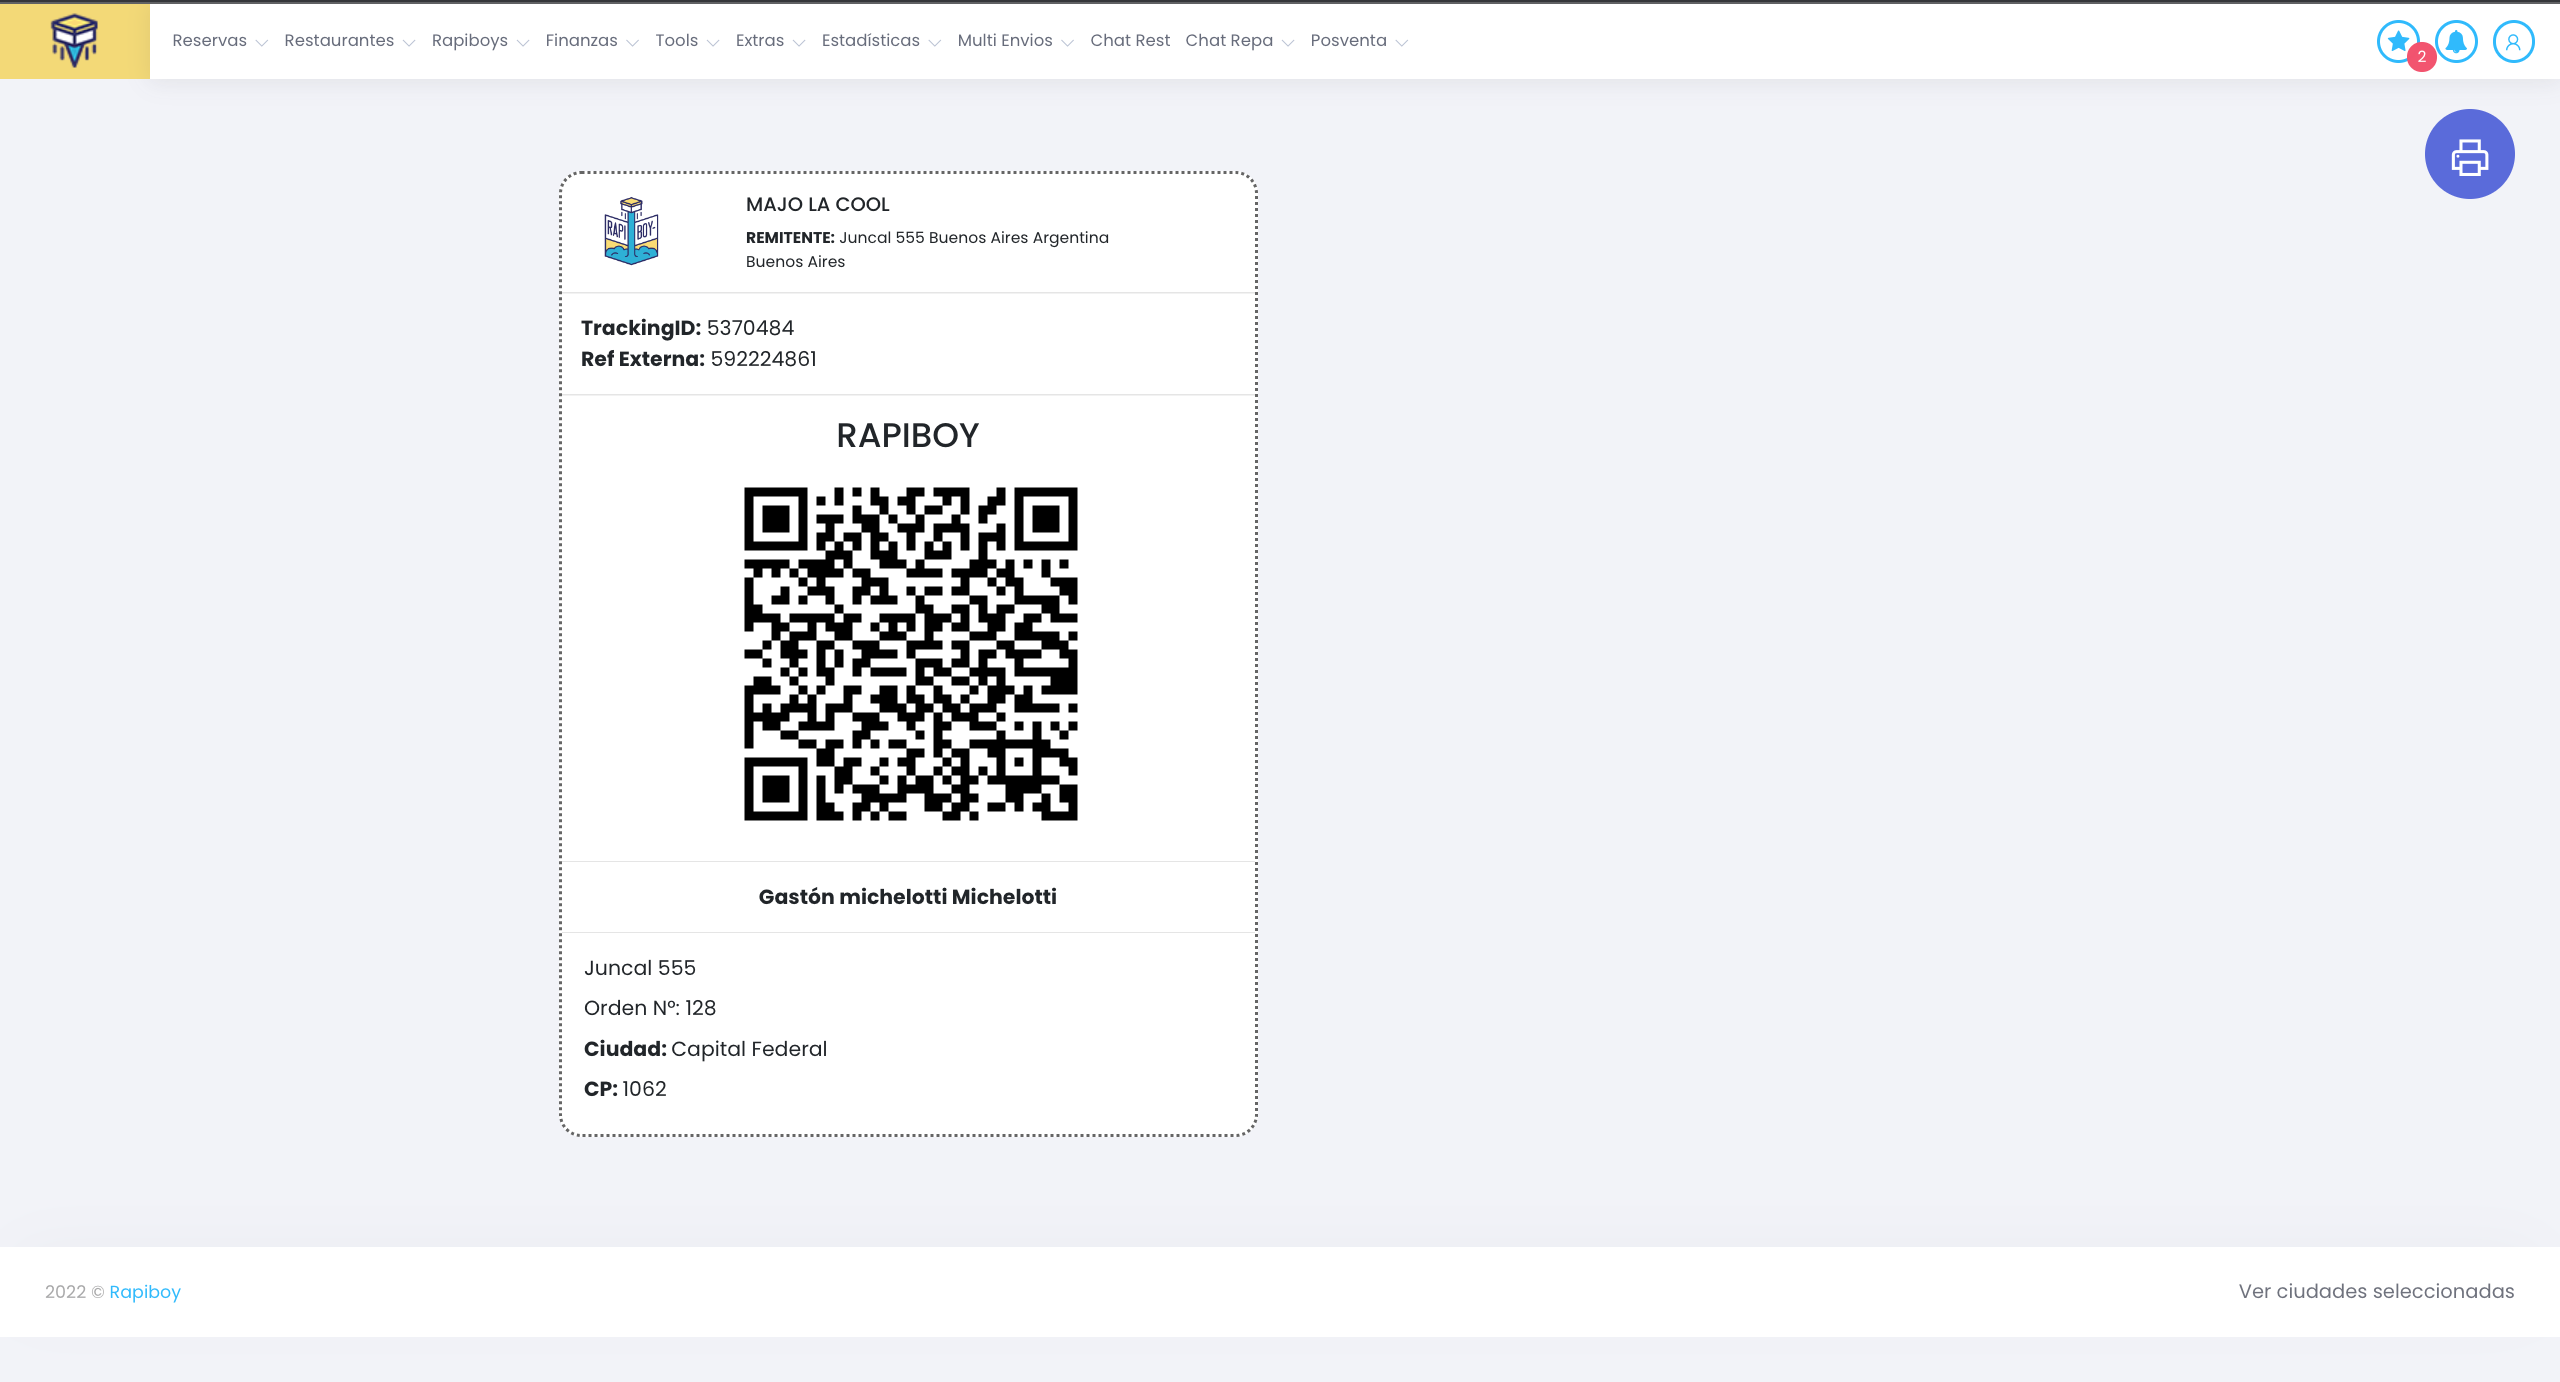 Reservas Restaurantes Rapiboys Finanzas Tools Extras Estadísticas Multi Envios Chat Rest Chat Repa Posventa
2
RAPI BOY
MAJO LA COOL
REMITENTE: Juncal 555 Buenos Aires Argentina
Buenos Aires
TrackingID: 5370484
Ref Externa: 592224861
RAPIBOY
Gastón michelotti Michelotti
Juncal 555
Orden Nº: 128
Ciudad: Capital Federal
CP: 1062
2022 © Rapiboy
Ver ciudades seleccionadas